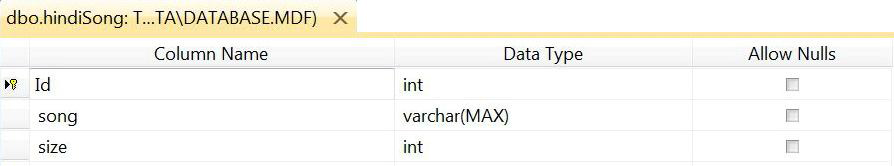 dbo.hindiSong: T...TA\DATABASE.MDF)
Column Name Data Type Allow Nulls
Id int
song varchar(MAX)
size int